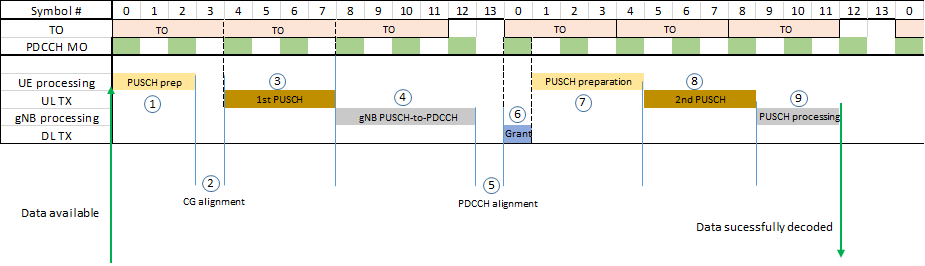 Symbol # 0 1 2 3 4 5 6 7 8 9 10 11 12 13 0 1 2 3 4 5 6 7 8 9 10 11 12 13 0
TO TO TO TO TO TO TO
PDCCH MO
UE processing PUSCH prep ③ PUSCH preparation ⑧
UL TX ① 1st PUSCH ④ ⑦ 2nd PUSCH ⑨
gNB processing gNB PUSCH-to-PDCCH ⑥ PUSCH processing
DL TX Grant
② ⑤
CG alignment PDCCH alignment
Data available
Data sucessfully decoded